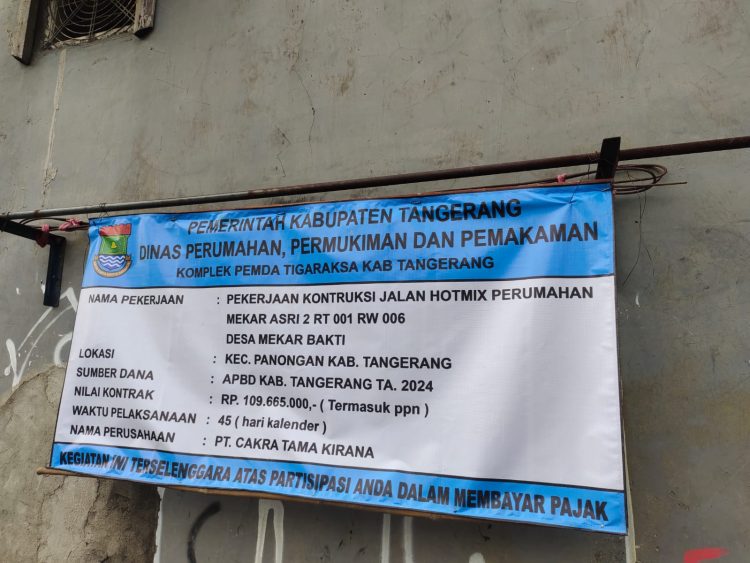 PEMERINTAH KABUPATEN TANGERANG
DINAS PERUMAHAN, PERMUKIMAN DAN PEMAKAMAN
KOMPLEK PEMDA TIGARAKSA KAB TANGERANG
NAMA PEKERJAAN : PEKERJAAN KONTRUKSI JALAN HOTMIX PERUMAHAN
MEKAR ASRI 2 RT 001 RW 006
DESA MEKAR BAKTI
LOKASI : KEC. PANONGAN KAB. TANGERANG
SUMBER DANA : APBD KAB. TANGERANG TA. 2024
NILAI KONTRAK : RP. 109.665.000,- ( Termasuk ppn )
WAKTU PELAKSANAAN : 45 ( hari kalender )
NAMA PERUSAHAAN : PT. CAKRA TAMA KIRANA
KEGIATAN INI TERSELENGGARA ATAS PARTISIPASI ANDA DALAM MEMBAYAR PAJAK